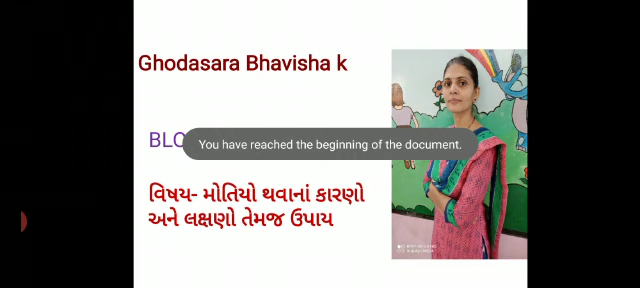 Ghodasara Bhavisha k
BLO
You have reached the beginning of the document.
વિષય- મોતિયો થવાનાં કારણો
અને લક્ષણો તેમજ ઉપાય